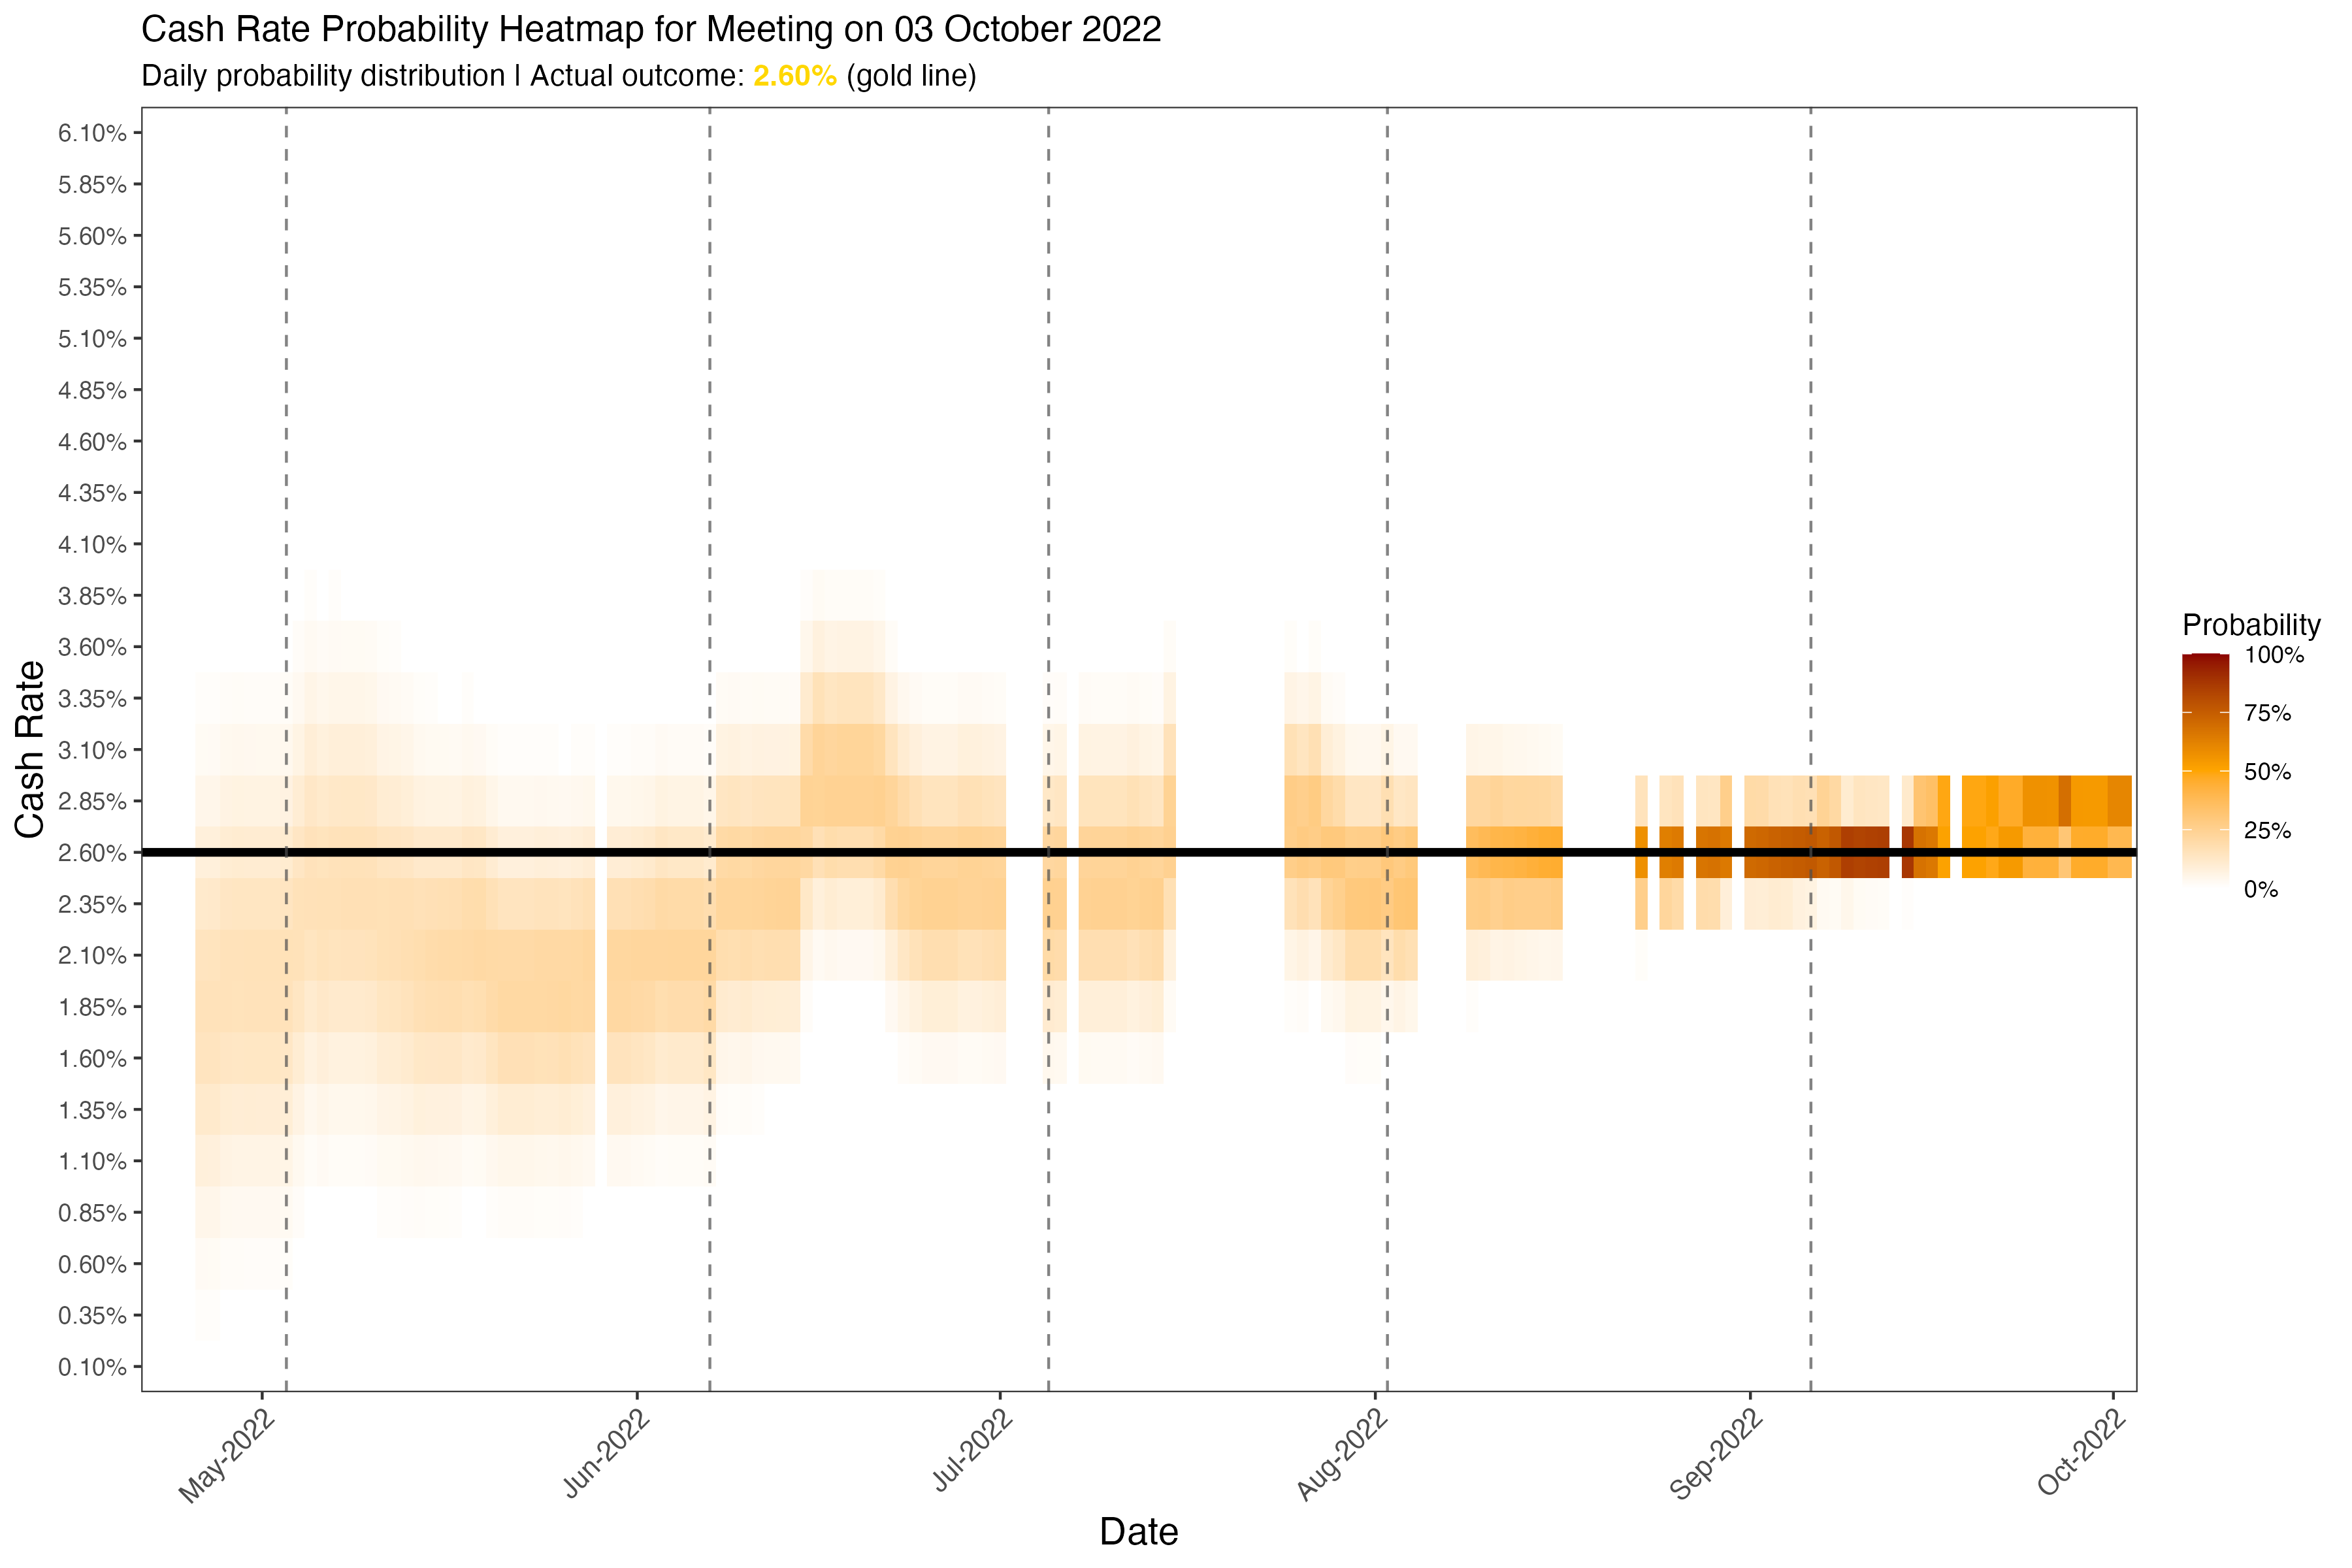 Cash Rate Probability Heatmap for Meeting on 03 October 2022
Daily probability distribution | Actual outcome: 2.60% (gold line)
Cash Rate
6.10%
5.85%
5.60%
5.35%
5.10%
4.85%
4.60%
4.35%
4.10%
3.85%
3.60%
3.35%
3.10%
2.85%
2.60%
2.35%
2.10%
1.85%
1.60%
1.35%
1.10%
0.85%
0.60%
0.35%
0.10%
May-2022
Jun-2022
Jul-2022
Aug-2022
Sep-2022
Oct-2022
Date
Probability
100%
75%
50%
25%
0%